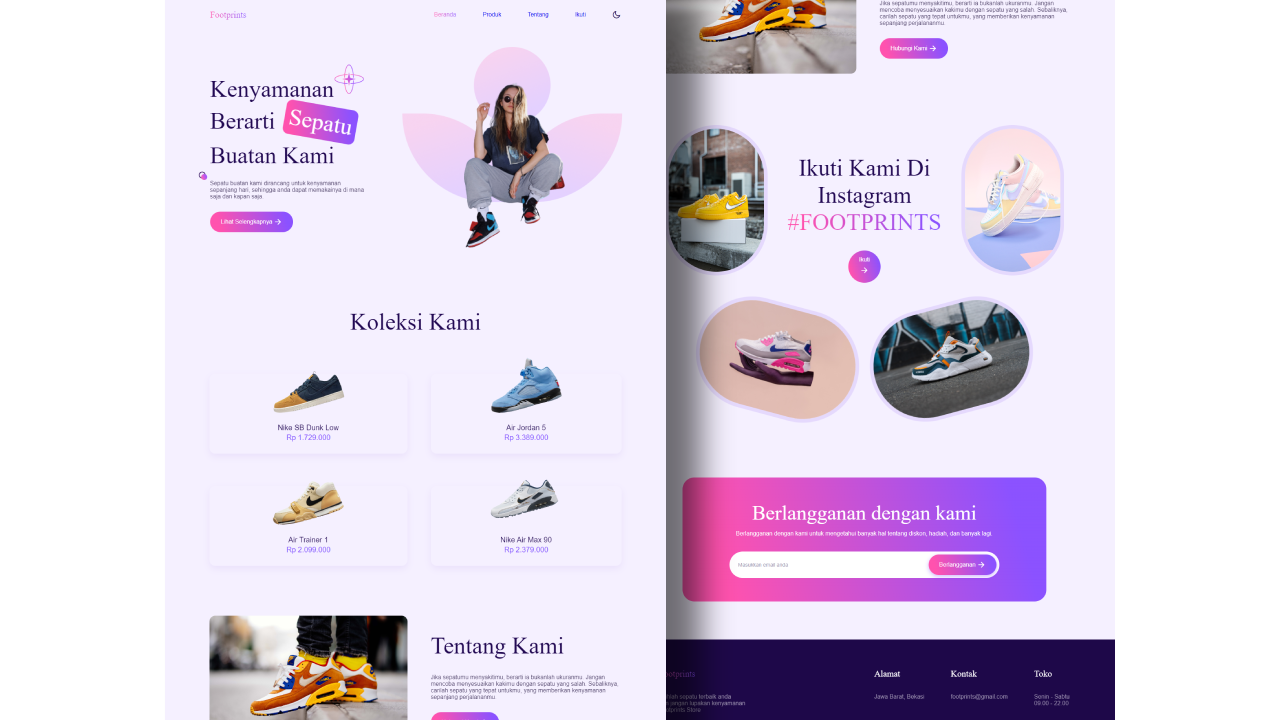 Footprints
Beranda
Produk
Tentang
Ikuti
Kenyamanan
Berarti Sepatu
Buatan Kami
Sepatu buatan kami dirancang untuk kenyamanan
sepanjang hari, sehingga anda dapat memakainya di mana
saja dan kapan saja.
Lihat Selengkapnya
Koleksi Kami
Nike SB Dunk Low
Rp 1.729.000
Air Jordan 5
Rp 3.389.000
Air Trainer 1
Rp 2.099.000
Nike Air Max 90
Rp 2.379.000
Tentang Kami
Jika sepatumu menyakitimu, berarti ia bukanlah ukuranmu. Jangan
mencoba menyesuaikan kakimu dengan sepatu yang salah. Sebaliknya,
carilah sepatu yang tepat untukmu, yang memberikan kenyamanan
sepanjang perjalananmu.
Jika sepatumu menyakitimu, berarti ia bukanlah ukuranmu. Jangan
mencoba menyesuaikan kakimu dengan sepatu yang salah. Sebaliknya,
carilah sepatu yang tepat untukmu, yang memberikan kenyamanan
sepanjang perjalananmu.
Hubungi Kami
Ikuti Kami Di
Instagram
#FOOTPRINTS
Ikuti
Berlangganan dengan kami
Berlangganan dengan kami untuk mengetahui banyak hal tentang diskon, hadiah, dan banyak lagi.
Masukkan email anda
Berlangganan
sepatu terbaik anda
kenyamanan
Store
Alamat
Jawa Barat, Bekasi
Kontak
footprints@gmail.com
Toko
Senin - Sabtu
09.00 - 22.00